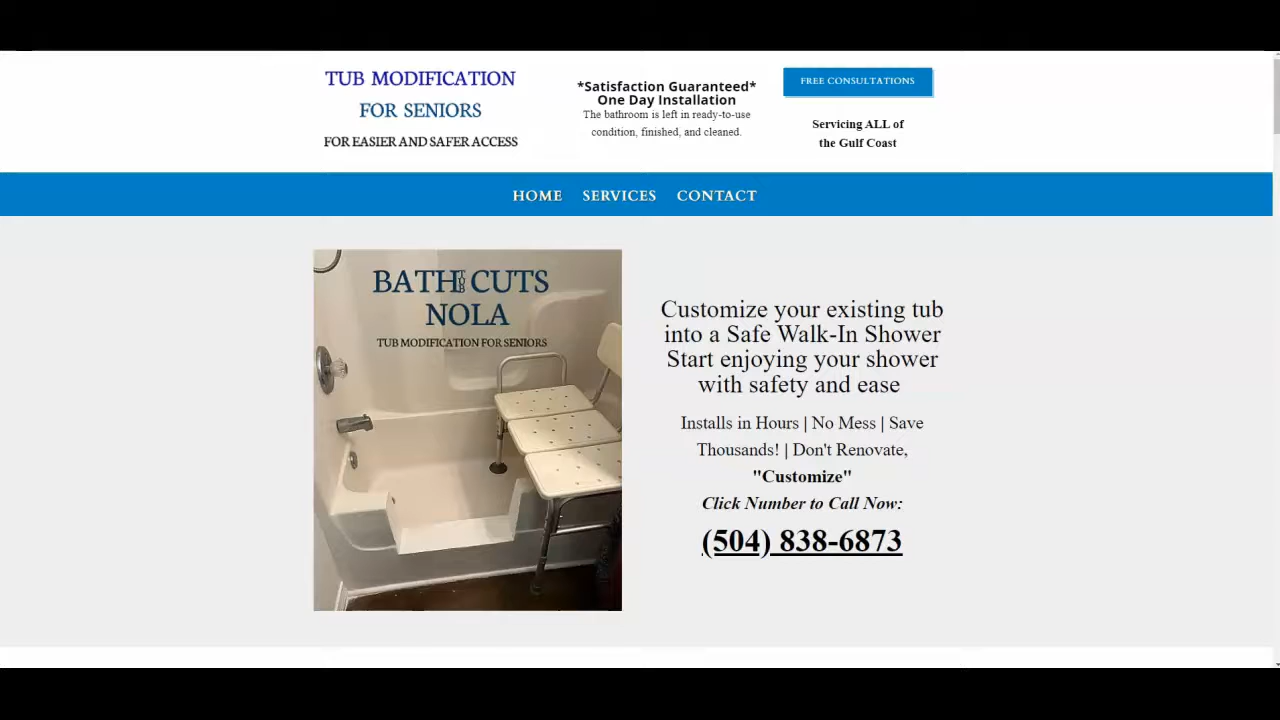 TUB MODIFICATION
FOR SENIORS
FOR EASIER AND SAFER ACCESS
*Satisfaction Guaranteed*
One Day Installation
The bathroom is left in ready-to-use
condition, finished, and cleaned.
FREE CONSULTATIONS
Servicing ALL of
the Gulf Coast
HOME SERVICES CONTACT
BATH TUB CUTS
NOLA
TUB MODIFICATION FOR SENIORS
Customize your existing tub
into a Safe Walk-In Shower
Start enjoying your shower
with safety and ease
Installs in Hours | No Mess | Save
Thousands! | Don't Renovate,
"Customize"
Click Number to Call Now:
(504) 838-6873